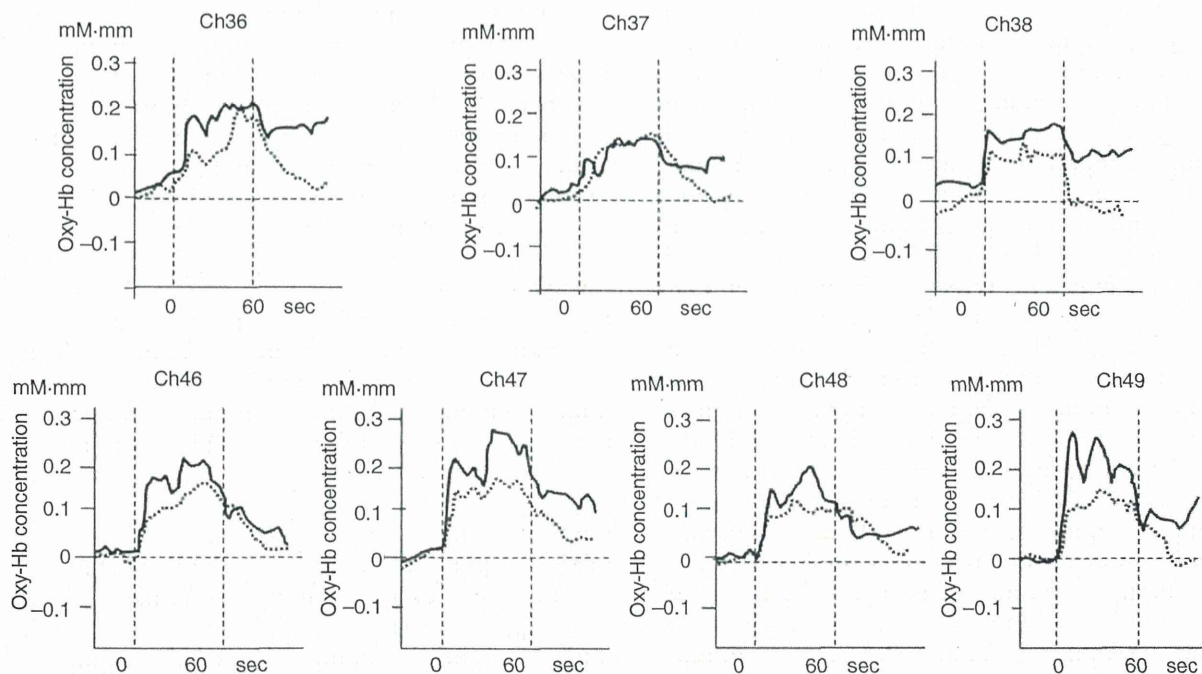 Ch36
mM·mm
Oxy-Hb concentration
0.3
0.2
0.1
0
−0.1
0 60 sec
Ch37
mM·mm
Oxy-Hb concentration
0.3
0.2
0.1
0
−0.1
0 60 sec
Ch38
mM·mm
Oxy-Hb concentration
0.3
0.2
0.1
0
−0.1
0 60 sec
Ch46
mM·mm
Oxy-Hb concentration
0.3
0.2
0.1
0
−0.1
0 60 sec
Ch47
mM·mm
Oxy-Hb concentration
0.3
0.2
0.1
0
−0.1
0 60 sec
Ch48
mM·mm
Oxy-Hb concentration
0.3
0.2
0.1
0
−0.1
0 60 sec
Ch49
mM·mm
Oxy-Hb concentration
0.3
0.2
0.1
0
−0.1
0 60 sec